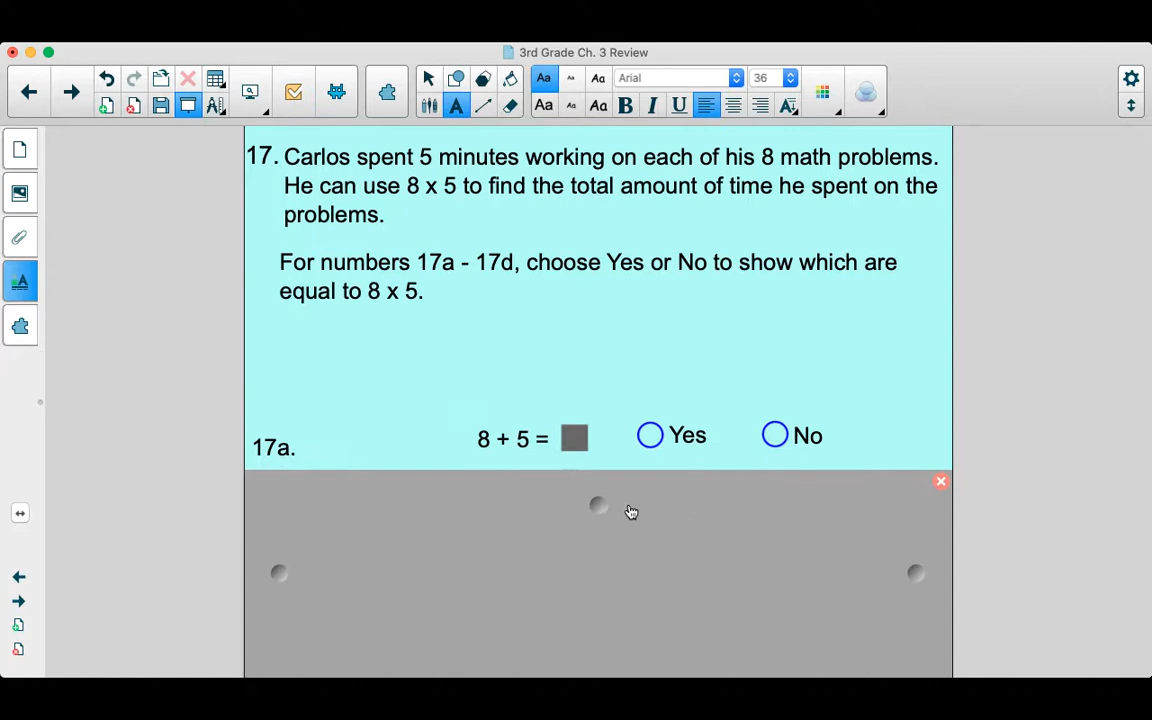 3rd Grade Ch. 3 Review
Aa Aa Aa Arial 36
A Aa Aa Aa B I U A
17. Carlos spent 5 minutes working on each of his 8 math problems.
He can use 8 x 5 to find the total amount of time he spent on the
problems.
For numbers 17a - 17d, choose Yes or No to show which are
equal to 8 x 5.
17a. 8 + 5 = Yes No